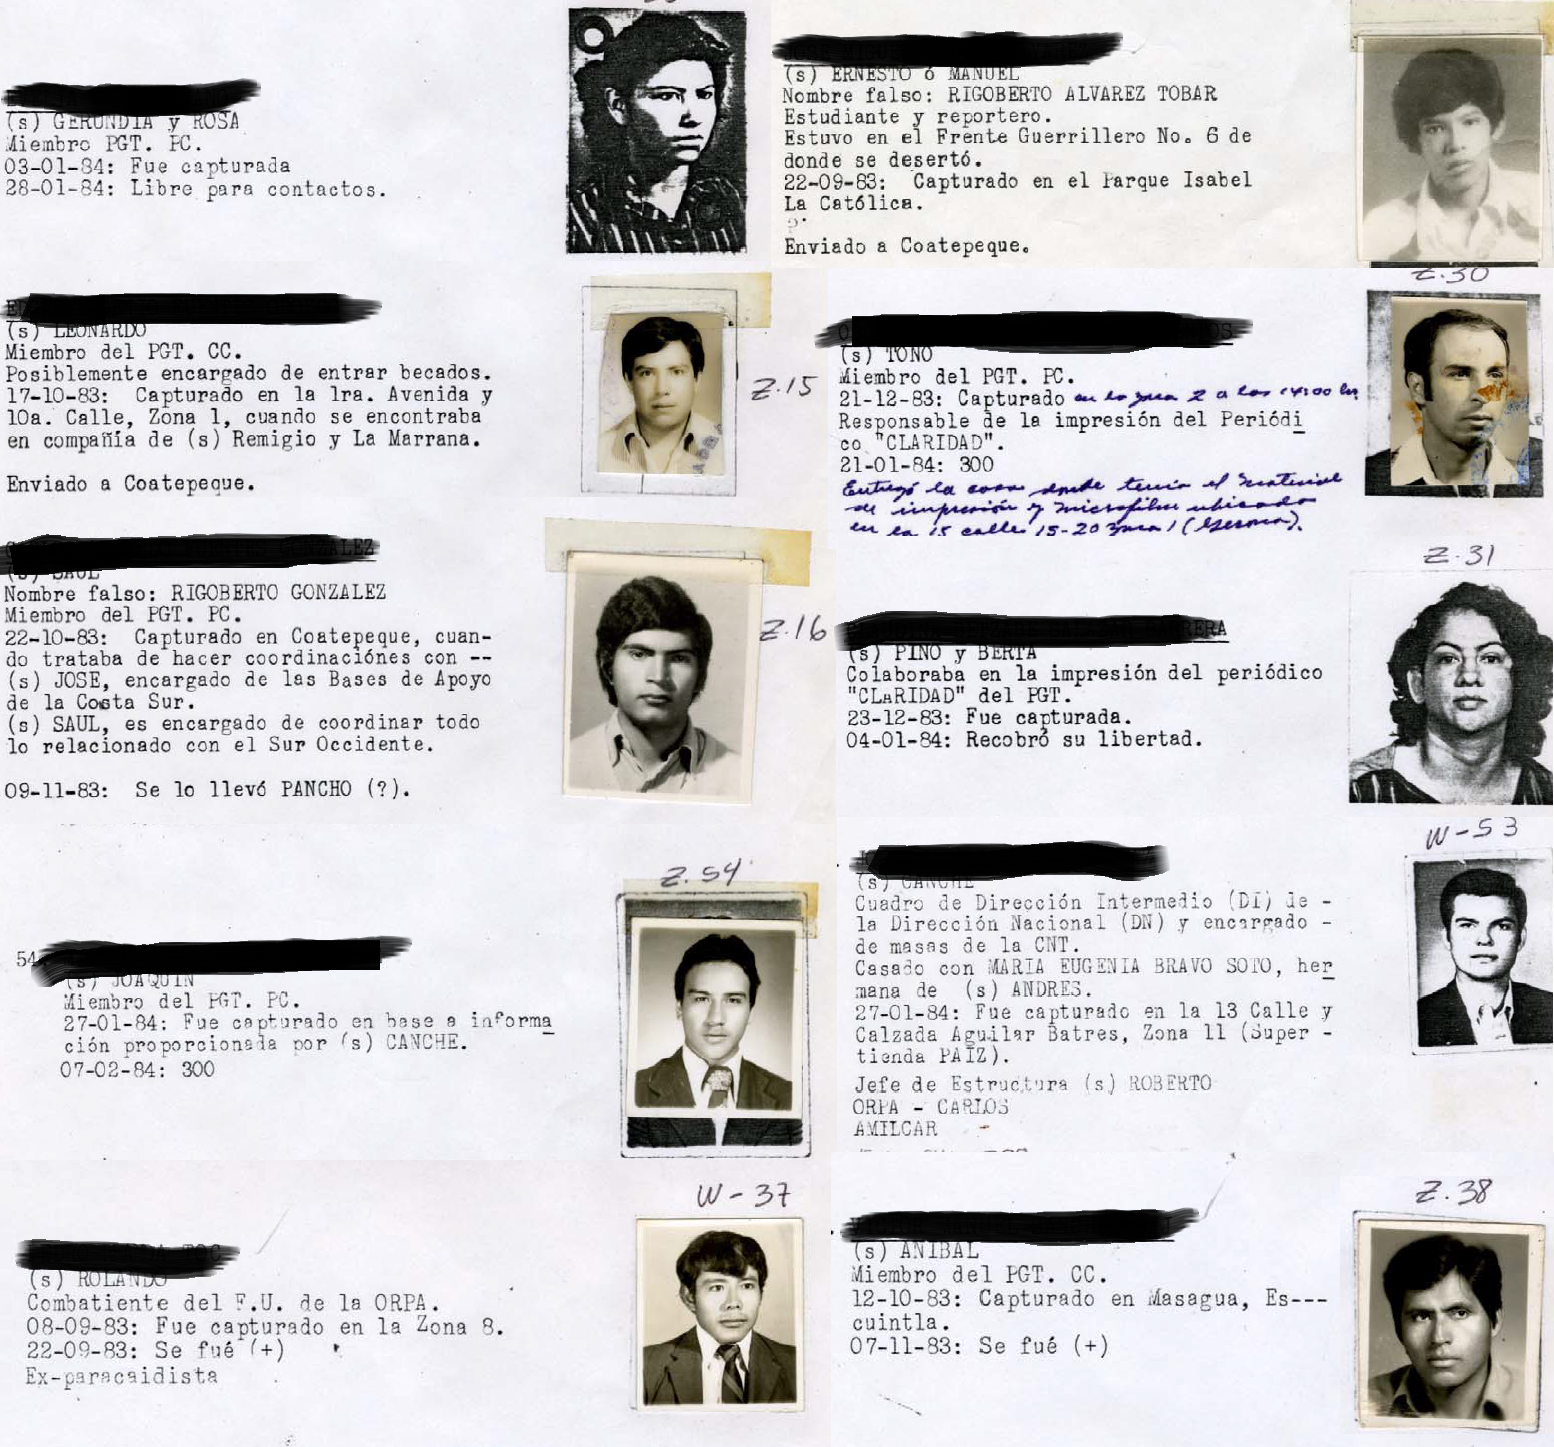 (s) GERUNDIA y ROSA
Miembro PGT. PC.
03-01-84: Fue capturada
28-01-84: Libre para contactos.
(s) ERNESTO ó MANUEL
Nombre falso: RIGOBERTO ALVAREZ TOBAR
Estudiante y reportero.
Estuvo en el Frente Guerrillero No. 6 de
donde se desertó.
22-09-83: Capturado en el Parque Isabel
La Católica.
Enviado a Coatepeque.
(s) LEONARDO
Miembro del PGT. CC.
Posiblemente encargado de entrar becados.
17-10-83: Capturado en la 1ra. Avenida y
10a. Calle, Zona 1, cuando se encontraba
en compañía de (s) Remigio y La Marrana.
Enviado a Coatepeque.
Z.15
Z.30
(s) TONO
Miembro del PGT. PC.
21-12-83: Capturado en la zona 2 a las 14:00 hr
Responsable de la impresión del Periódi
co "CLARIDAD".
21-01-84: 300
Entregó la casa donde tenia el material
de impresión y microfilm ubicada
en la 15 calle 15-20 zona 1
GONZALEZ
(s) SAUL
Nombre falso: RIGOBERTO GONZALEZ
Miembro del PGT. PC.
22-10-83: Capturado en Coatepeque, cuan-
do trataba de hacer coordinaciónes con --
(s) JOSE, encargado de las Bases de Apoyo
de la Costa Sur.
(s) SAUL, es encargado de coordinar todo
lo relacionado con el Sur Occidente.
09-11-83: Se lo llevó PANCHO (?).
Z.16
Z.31
(s) PINO y BERTA
Colaboraba en la impresión del periódico
"CLaRIDAD" del PGT.
23-12-83: Fue capturada.
04-01-84: Recobró su libertad.
Z.54
54.
(s) JOAQUIN
Miembro del PGT. PC.
27-01-84: Fue capturado en base a informa
ción proporcionada por (s) CANCHE.
07-02-84: 300
W-53
(s) CANCHE
Cuadro de Dirección Intermedio (DI) de -
la Dirección Nacional (DN) y encargado -
de masas de la CNT.
Casado con MARIA EUGENIA BRAVO SOTO, her
mana de (s) ANDRES.
27-01-84: Fue capturado en la 13 Calle y
Calzada Aguilar Batres, Zona 11 (Super -
tienda PAIZ).
Jefe de Estructura (s) ROBERTO
ORPA - CARLOS
AMILCAR
W-37
(s) ROLANDO
Combatiente del F.U. de la ORPA.
08-09-83: Fue capturado en la Zona 8.
22-09-83: Se fué (+)
Ex-paracaidista
Z.38
(s) ANIBAL
Miembro del PGT. CC.
12-10-83: Capturado en Masagua, Es---
cuintla.
07-11-83: Se fué (+)